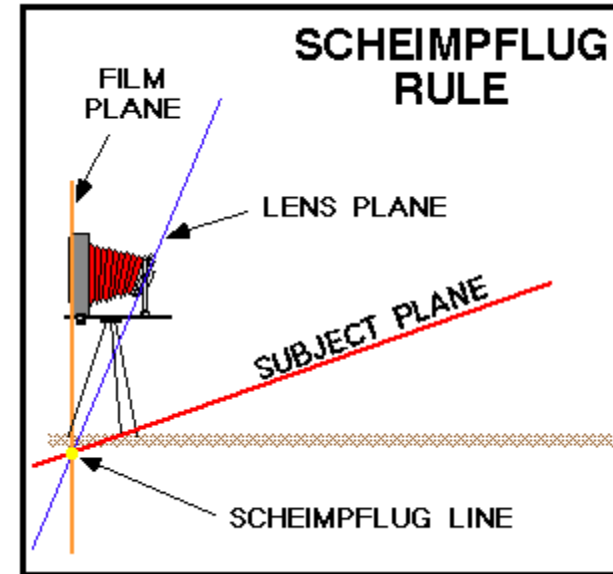 SCHEIMPFLUG
RULE
FILM
PLANE
LENS PLANE
SUBJECT PLANE
SCHEIMPFLUG LINE